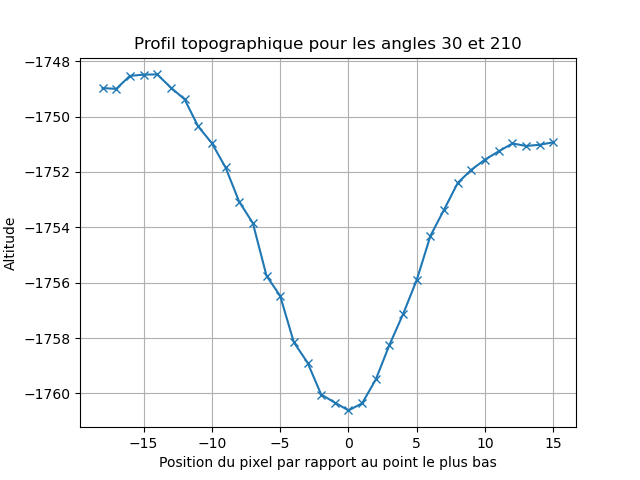 Profil topographique pour les angles 30 et 210
−1748
−1750
−1752
−1754
−1756
−1758
−1760
Altitude
−15 −10 −5 0 5 10 15
Position du pixel par rapport au point le plus bas